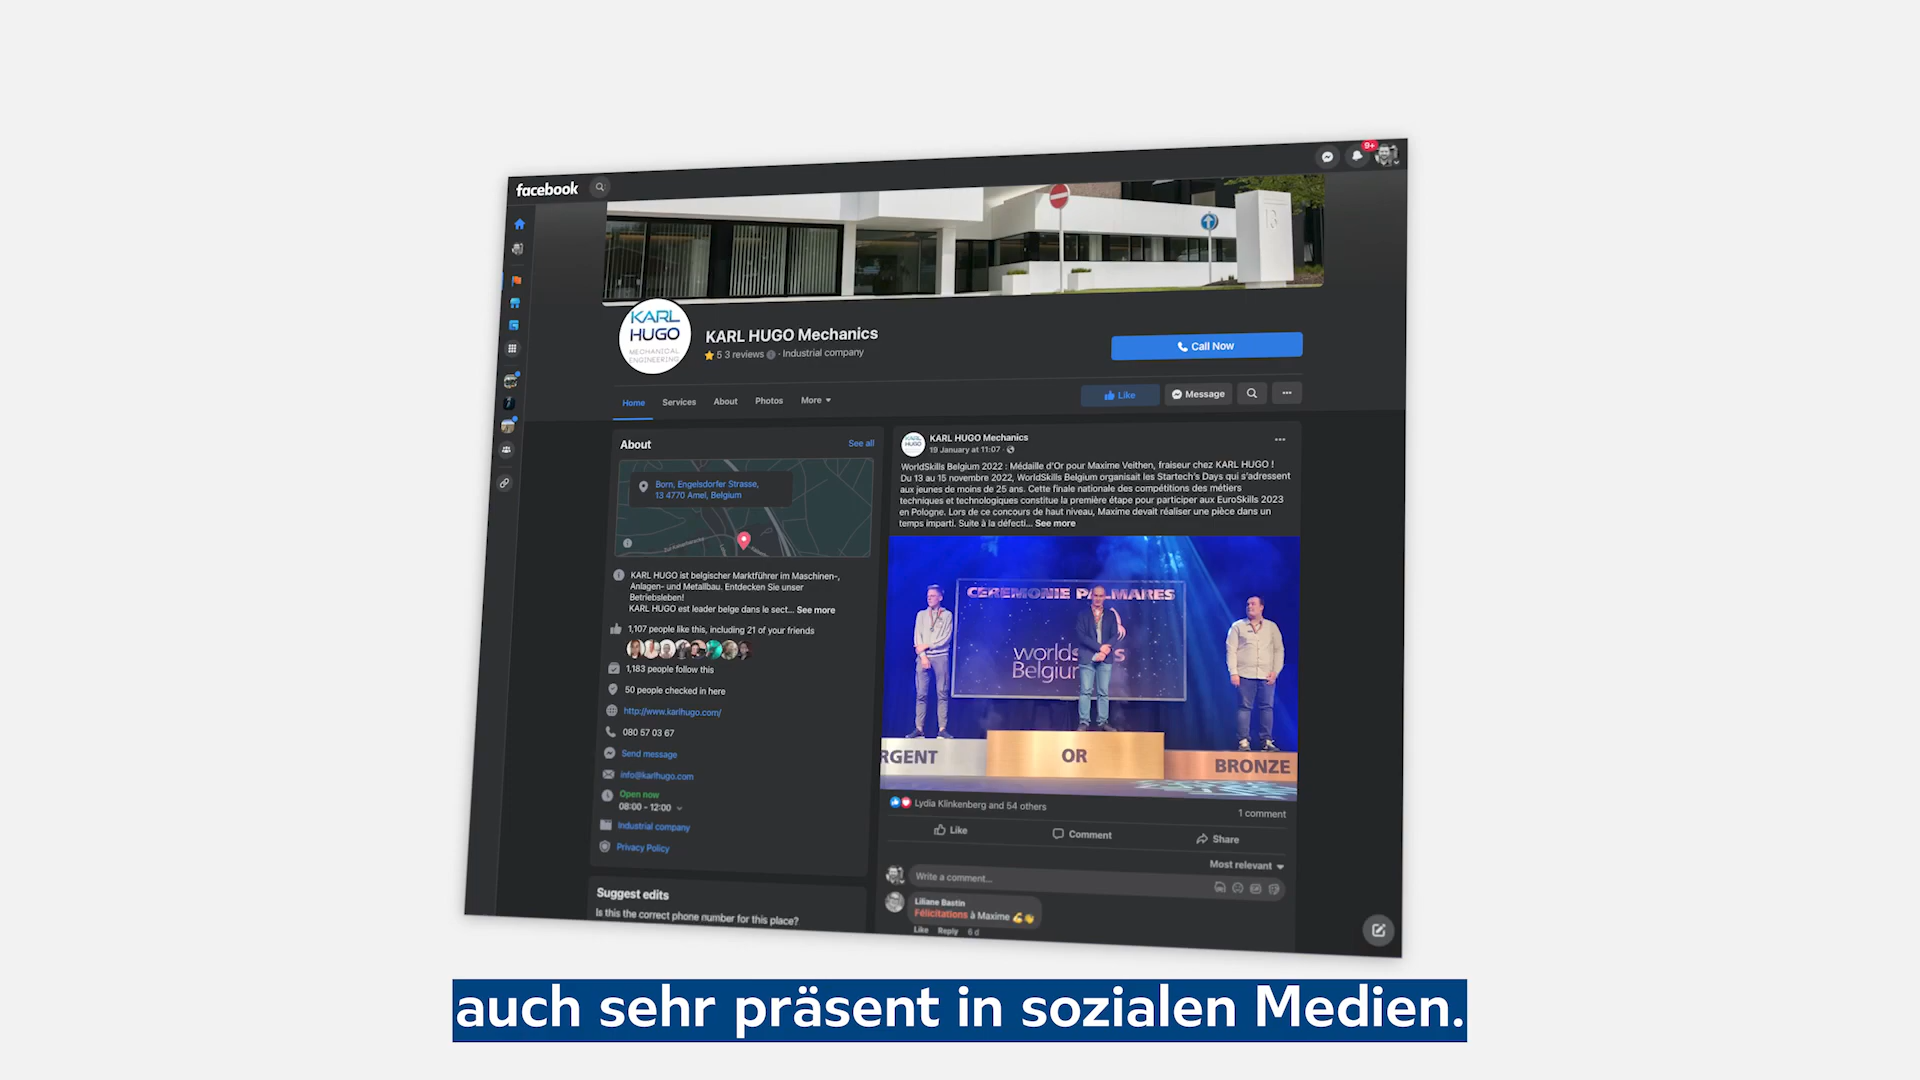 facebook
9+
13
KARL
HUGO
MECHANICAL
ENGINEERING
KARL HUGO Mechanics
5 3 reviews · Industrial company
Call Now
Home Services About Photos More
Like Message
About See all
Born, Engelsdorfer Strasse,
13 4770 Amel, Belgium
KARL HUGO ist belgischer Marktführer im Maschinen-,
Anlagen- und Metallbau. Entdecken Sie unser
Betriebsleben!
KARL HUGO est leader belge dans le sect... See more
1,107 people like this, including 21 of your friends
1,183 people follow this
50 people checked in here
http://www.karlhugo.com/
080 57 03 67
Send message
info@karlhugo.com
Open now
08:00 - 12:00
Industrial company
Privacy Policy
Suggest edits
Is this the correct phone number for this place?
KARL
HUGO
KARL HUGO Mechanics
19 January at 11:07 ·
WorldSkills Belgium 2022 : Médaille d'Or pour Maxime Veithen, fraiseur chez KARL HUGO !
Du 13 au 15 novembre 2022, WorldSkills Belgium organisait les Startech's Days qui s'adressent
aux jeunes de moins de 25 ans. Cette finale nationale des compétitions des métiers
techniques et technologiques constitue la première étape pour participer aux EuroSkills 2023
en Pologne. Lors de ce concours de haut niveau, Maxime devait réaliser une pièce dans un
temps imparti. Suite à la défecti... See more
CEREMONIE PALMARES
worlds s
Belgiu
RGENT OR BRONZE
Lydia Klinkenberg and 54 others
1 comment
Like Comment Share
Most relevant
Write a comment...
Liliane Bastin
Félicitations à Maxime 💪👏
Like Reply 6 d
auch sehr präsent in sozialen Medien.